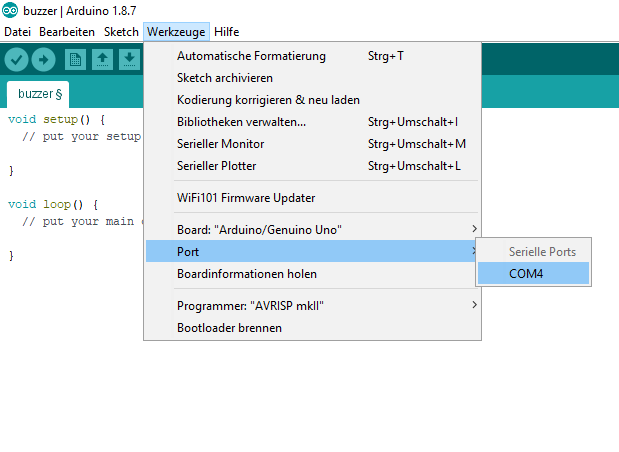 buzzer | Arduino 1.8.7
Datei Bearbeiten Sketch Werkzeuge Hilfe
buzzer §
void setup() {
// put your setup
}
void loop() {
// put your main
}
Automatische Formatierung Strg+T
Sketch archivieren
Kodierung korrigieren & neu laden
Bibliotheken verwalten... Strg+Umschalt+I
Serieller Monitor Strg+Umschalt+M
Serieller Plotter Strg+Umschalt+L
WiFi101 Firmware Updater
Board: "Arduino/Genuino Uno"
Port
Boardinformationen holen
Programmer: "AVRISP mkII"
Bootloader brennen
Serielle Ports
COM4